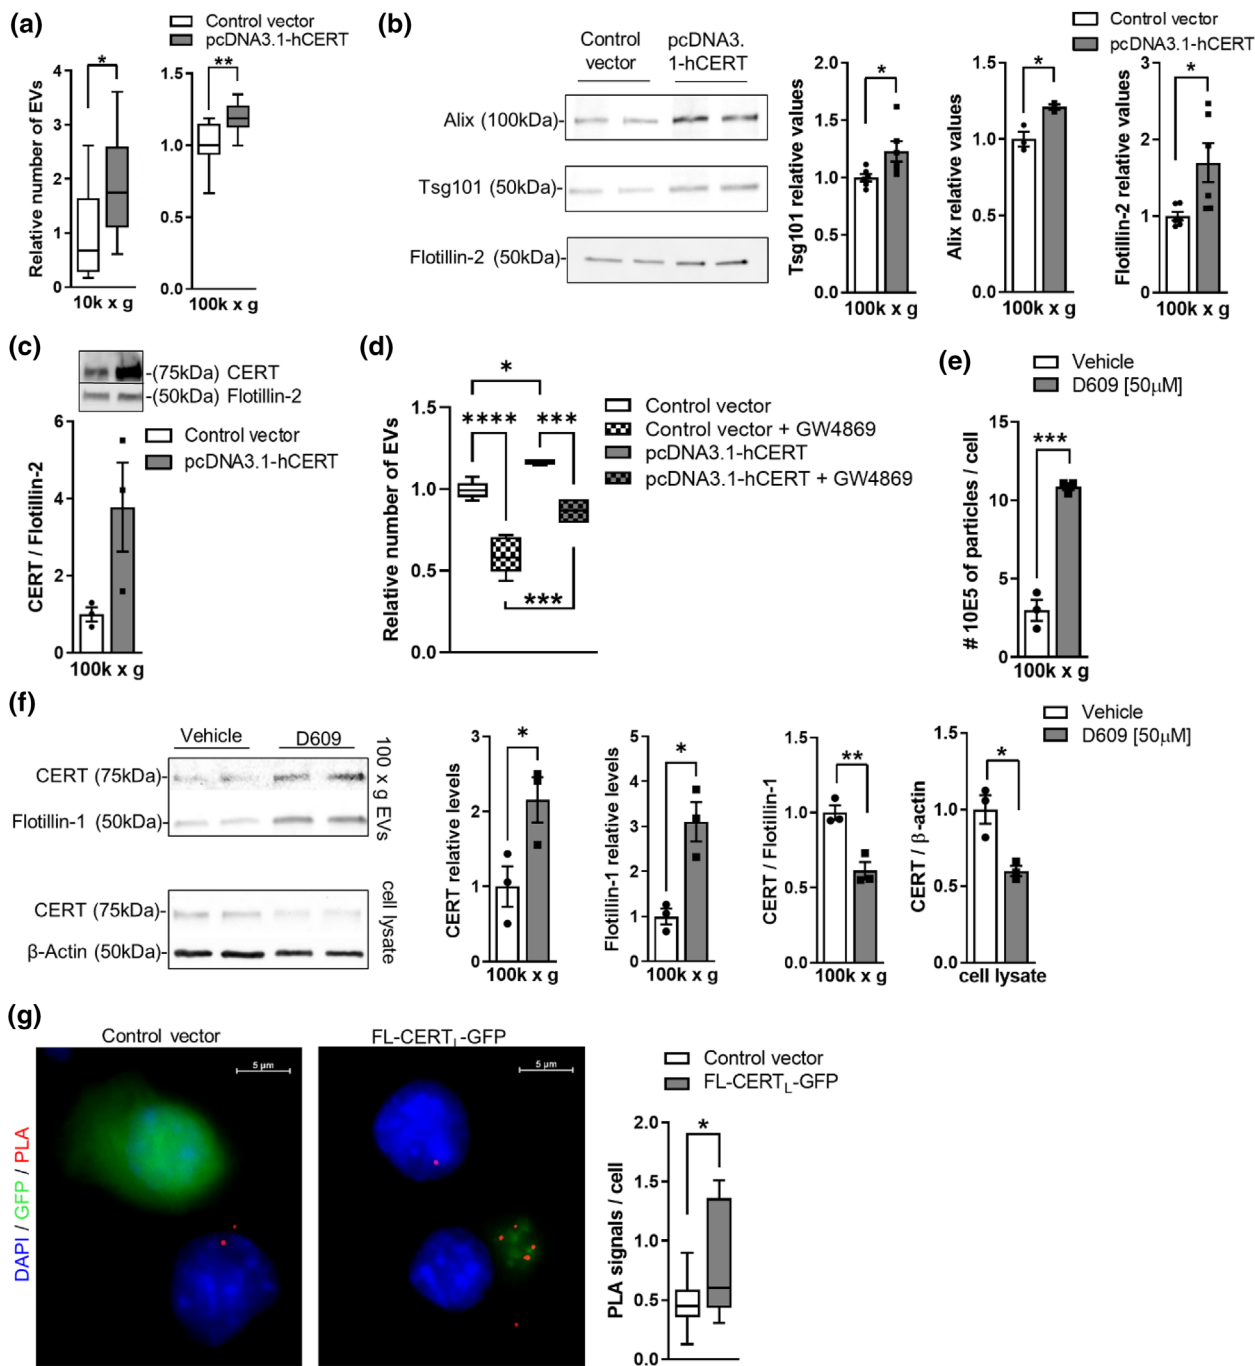 (a)
Control vector
pcDNA3.1-hCERT
Relative number of EVs
4
3
2
1
0
*
10k x g
1.5
1.0
0.5
0.0
**
100k x g
(b)
Control
vector
pcDNA3.
1-hCERT
Alix (100kDa)-
Tsg101 (50kDa)-
Flotillin-2 (50kDa)-
Control vector
pcDNA3.1-hCERT
Tsg101 relative values
2.0
1.5
1.0
0.5
0.0
*
100k x g
Alix relative values
1.5
1.0
0.5
0.0
*
100k x g
Flotillin-2 relative values
3
2
1
0
*
100k x g
(c)
-(75kDa) CERT
-(50kDa) Flotillin-2
Control vector
pcDNA3.1-hCERT
CERT / Flotillin-2
6
4
2
0
100k x g
(d)
Relative number of EVs
1.5
1.0
0.5
0.0
*
****
***
***
Control vector
Control vector + GW4869
pcDNA3.1-hCERT
pcDNA3.1-hCERT + GW4869
(e)
Vehicle
D609 [50µM]
# 10E5 of particles / cell
15
10
5
0
***
100k x g
(f)
Vehicle
D609
CERT (75kDa)-
Flotillin-1 (50kDa)-
100 x g EVs
CERT (75kDa)-
β-Actin (50kDa)-
cell lysate
CERT relative levels
3
2
1
0
*
100k x g
Flotillin-1 relative levels
5
4
3
2
1
0
*
100k x g
CERT / Flotillin-1
1.5
1.0
0.5
0.0
**
100k x g
Vehicle
D609 [50µM]
CERT / β-actin
1.5
1.0
0.5
0.0
*
cell lysate
(g)
Control vector
FL-CERTL-GFP
DAPI / GFP / PLA
5 µm
5 µm
Control vector
FL-CERTL-GFP
PLA signals / cell
2.0
1.5
1.0
0.5
0.0
*